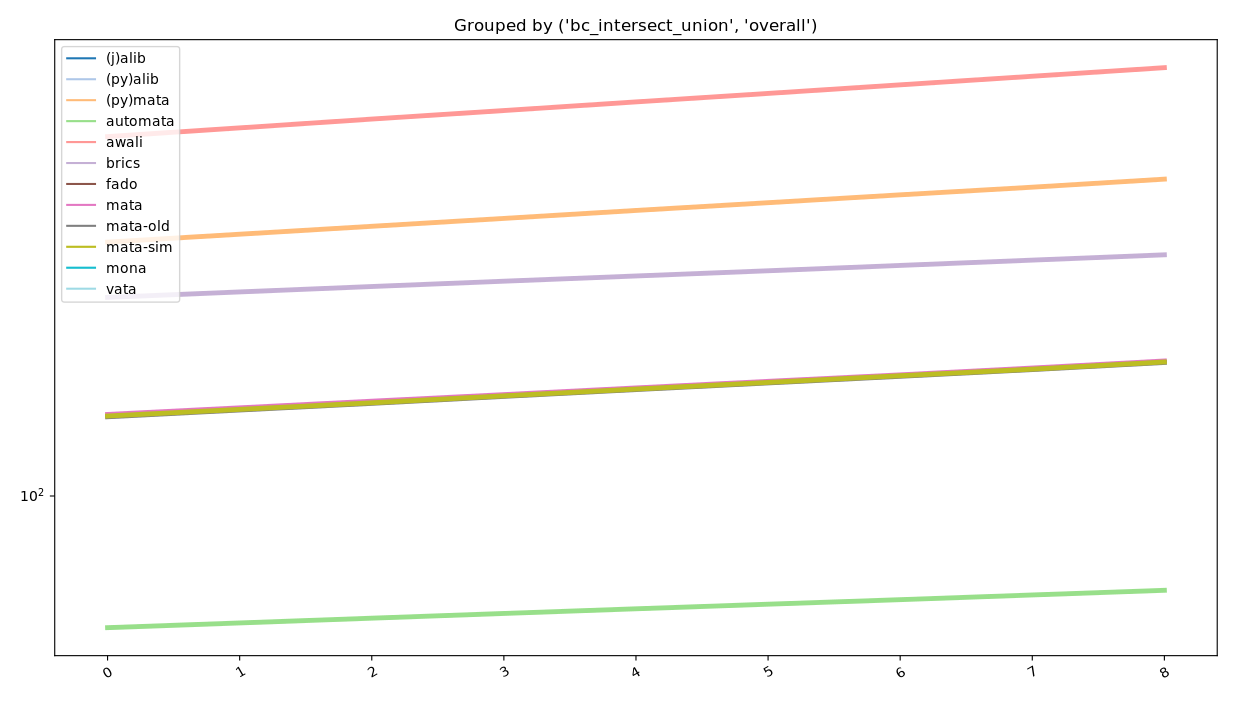 Grouped by ('bc_intersect_union', 'overall')
(j)alib
(py)alib
(py)mata
automata
awali
brics
fado
mata
mata-old
mata-sim
mona
vata
10²
0 1 2 3 4 5 6 7 8